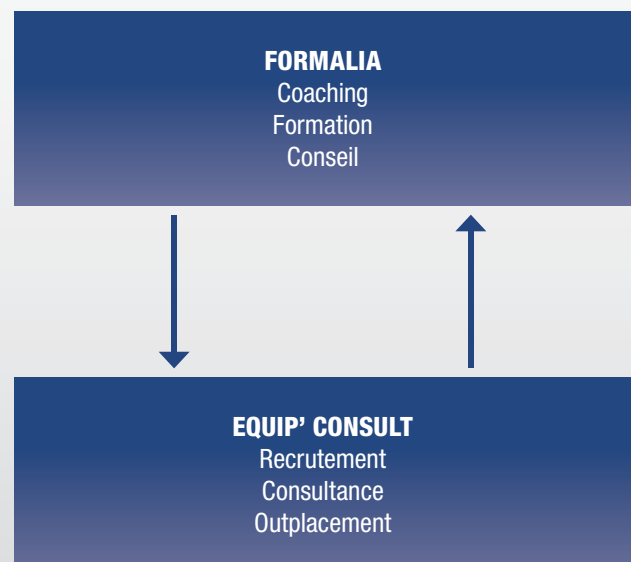 FORMALIA
Coaching
Formation
Conseil
EQUIP’ CONSULT
Recrutement
Consultance
Outplacement